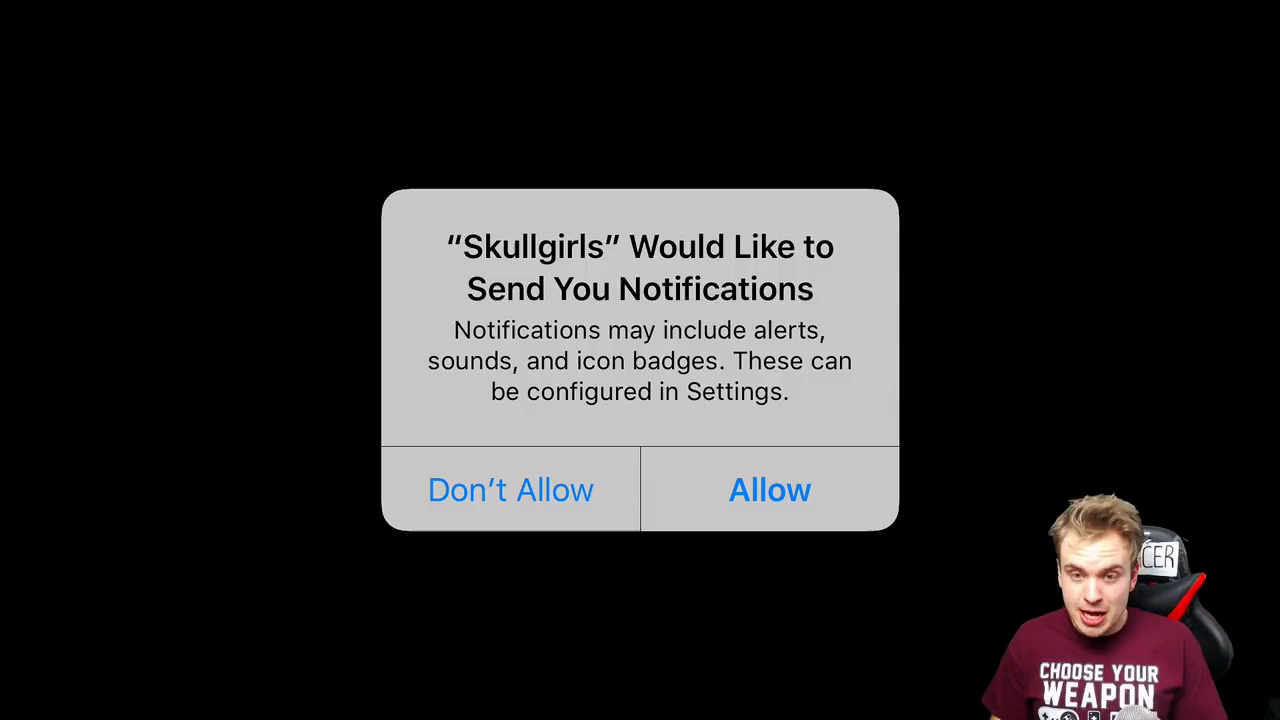 “Skullgirls” Would Like to
Send You Notifications
Notifications may include alerts,
sounds, and icon badges. These can
be configured in Settings.
Don’t Allow
Allow
CER
CHOOSE YOUR
WEAPON